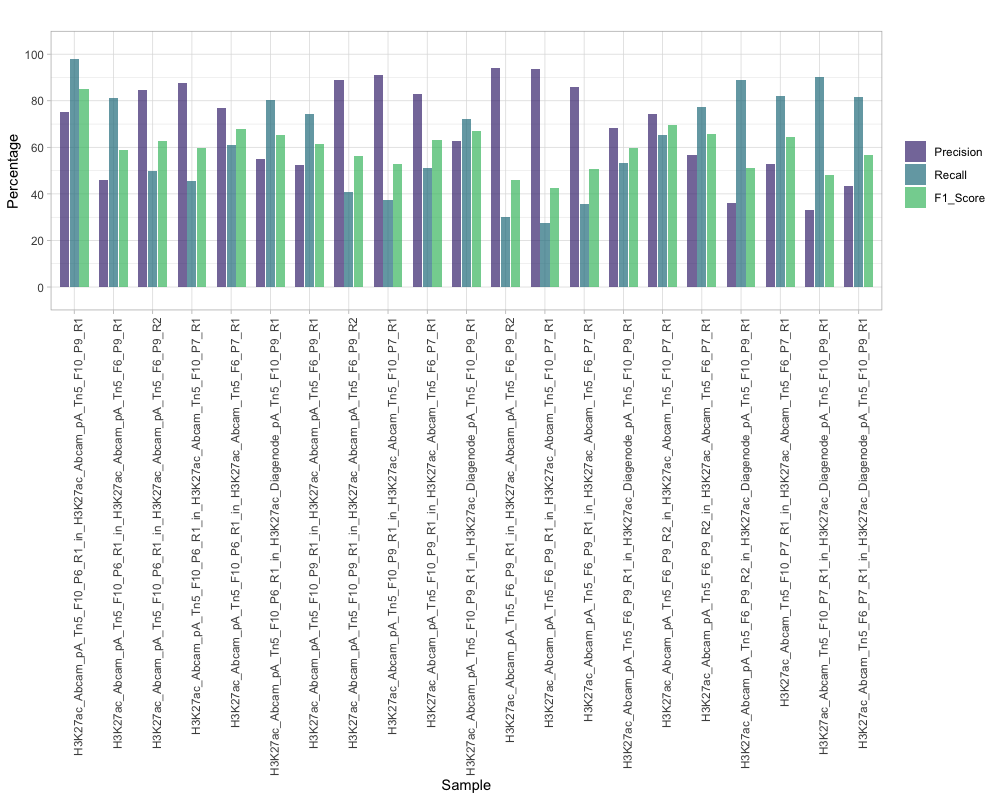 Percentage
100
80
60
40
20
0
Precision
Recall
F1_Score
H3K27ac_Abcam_pA_Tn5_F10_P6_R1_in_H3K27ac_Abcam_pA_Tn5_F10_P9_R1
H3K27ac_Abcam_pA_Tn5_F10_P6_R1_in_H3K27ac_Abcam_pA_Tn5_F6_P9_R1
H3K27ac_Abcam_pA_Tn5_F10_P6_R1_in_H3K27ac_Abcam_pA_Tn5_F6_P9_R2
H3K27ac_Abcam_pA_Tn5_F10_P6_R1_in_H3K27ac_Abcam_Tn5_F10_P7_R1
H3K27ac_Abcam_pA_Tn5_F10_P6_R1_in_H3K27ac_Abcam_Tn5_F6_P7_R1
H3K27ac_Abcam_pA_Tn5_F10_P6_R1_in_H3K27ac_Diagenode_pA_Tn5_F10_P9_R1
H3K27ac_Abcam_pA_Tn5_F10_P9_R1_in_H3K27ac_Abcam_pA_Tn5_F6_P9_R1
H3K27ac_Abcam_pA_Tn5_F10_P9_R1_in_H3K27ac_Abcam_pA_Tn5_F6_P9_R2
H3K27ac_Abcam_pA_Tn5_F10_P9_R1_in_H3K27ac_Abcam_Tn5_F10_P7_R1
H3K27ac_Abcam_pA_Tn5_F10_P9_R1_in_H3K27ac_Abcam_Tn5_F6_P7_R1
H3K27ac_Abcam_pA_Tn5_F10_P9_R1_in_H3K27ac_Diagenode_pA_Tn5_F10_P9_R1
H3K27ac_Abcam_pA_Tn5_F6_P9_R1_in_H3K27ac_Abcam_pA_Tn5_F6_P9_R2
H3K27ac_Abcam_pA_Tn5_F6_P9_R1_in_H3K27ac_Abcam_Tn5_F10_P7_R1
H3K27ac_Abcam_pA_Tn5_F6_P9_R1_in_H3K27ac_Abcam_Tn5_F6_P7_R1
H3K27ac_Abcam_pA_Tn5_F6_P9_R1_in_H3K27ac_Diagenode_pA_Tn5_F10_P9_R1
H3K27ac_Abcam_pA_Tn5_F6_P9_R2_in_H3K27ac_Abcam_Tn5_F10_P7_R1
H3K27ac_Abcam_pA_Tn5_F6_P9_R2_in_H3K27ac_Abcam_Tn5_F6_P7_R1
H3K27ac_Abcam_pA_Tn5_F6_P9_R2_in_H3K27ac_Diagenode_pA_Tn5_F10_P9_R1
H3K27ac_Abcam_Tn5_F10_P7_R1_in_H3K27ac_Abcam_Tn5_F6_P7_R1
H3K27ac_Abcam_Tn5_F10_P7_R1_in_H3K27ac_Diagenode_pA_Tn5_F10_P9_R1
H3K27ac_Abcam_Tn5_F6_P7_R1_in_H3K27ac_Diagenode_pA_Tn5_F10_P9_R1
Sample